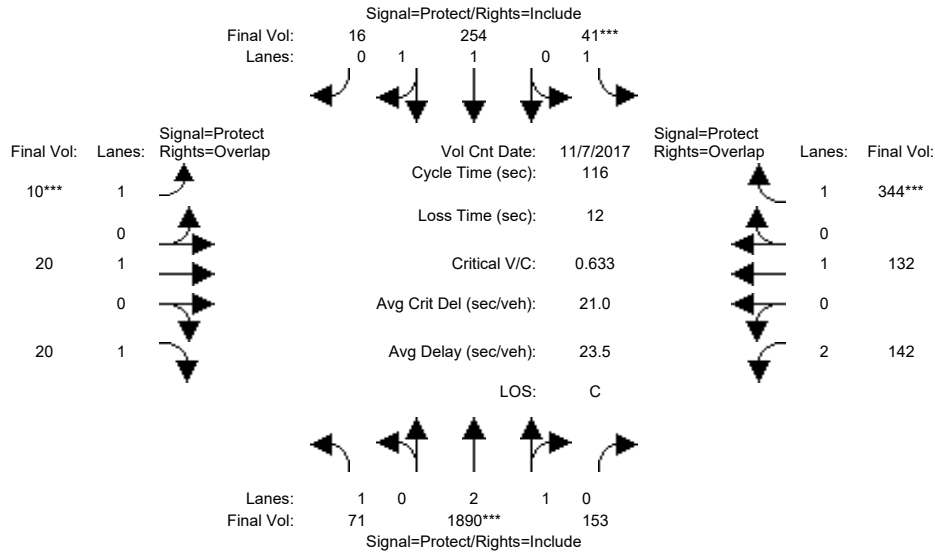 Signal=Protect/Rights=Include
Final Vol: 16 254 41***
Lanes: 0 1 1 0 1
Signal=Protect
Final Vol: Lanes: Rights=Overlap
Vol Cnt Date: 11/7/2017
Signal=Protect
Rights=Overlap Lanes: Final Vol:
Cycle Time (sec): 116
10*** 1
1 344***
Loss Time (sec): 12
0
0
20 1
Critical V/C: 0.633
1 132
0
Avg Crit Del (sec/veh): 21.0
0
20 1
Avg Delay (sec/veh): 23.5
2 142
LOS: C
Lanes: 1 0 2 1 0
Final Vol: 71 1890*** 153
Signal=Protect/Rights=Include